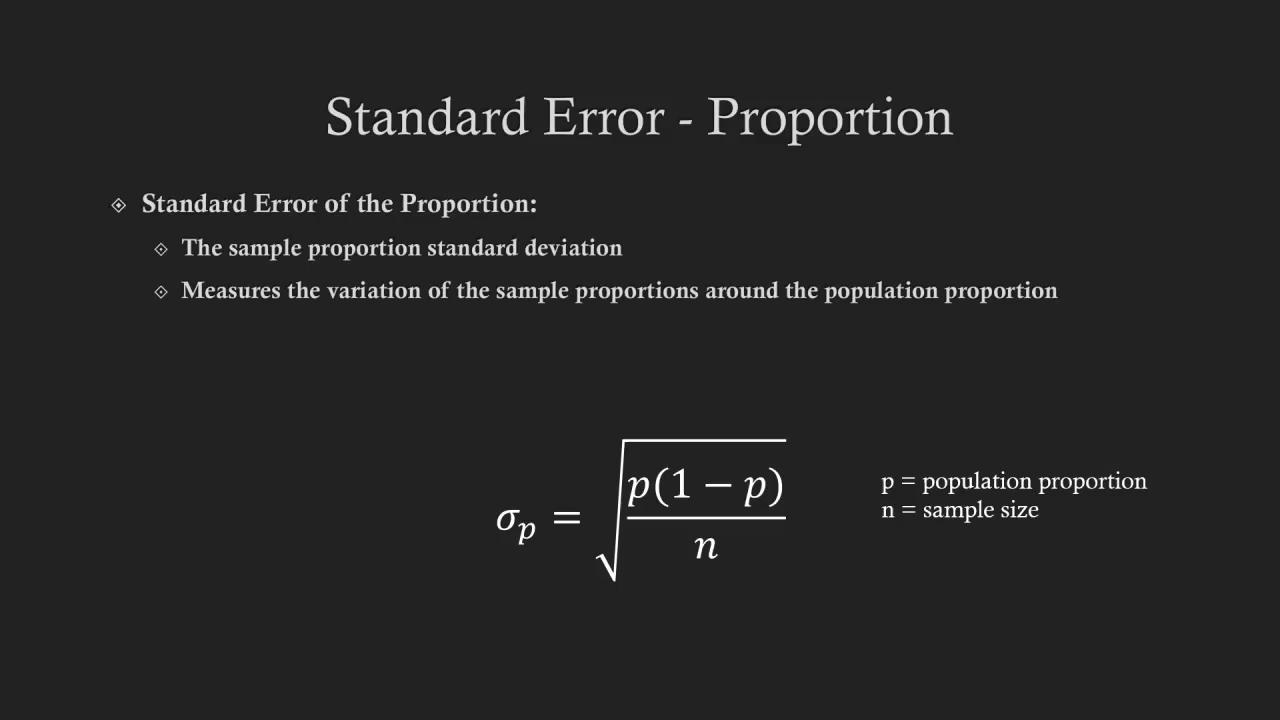 Standard Error - Proportion
Standard Error of the Proportion:
The sample proportion standard deviation
Measures the variation of the sample proportions around the population proportion
σₚ = √(p(1 − p)/n)
p = population proportion
n = sample size